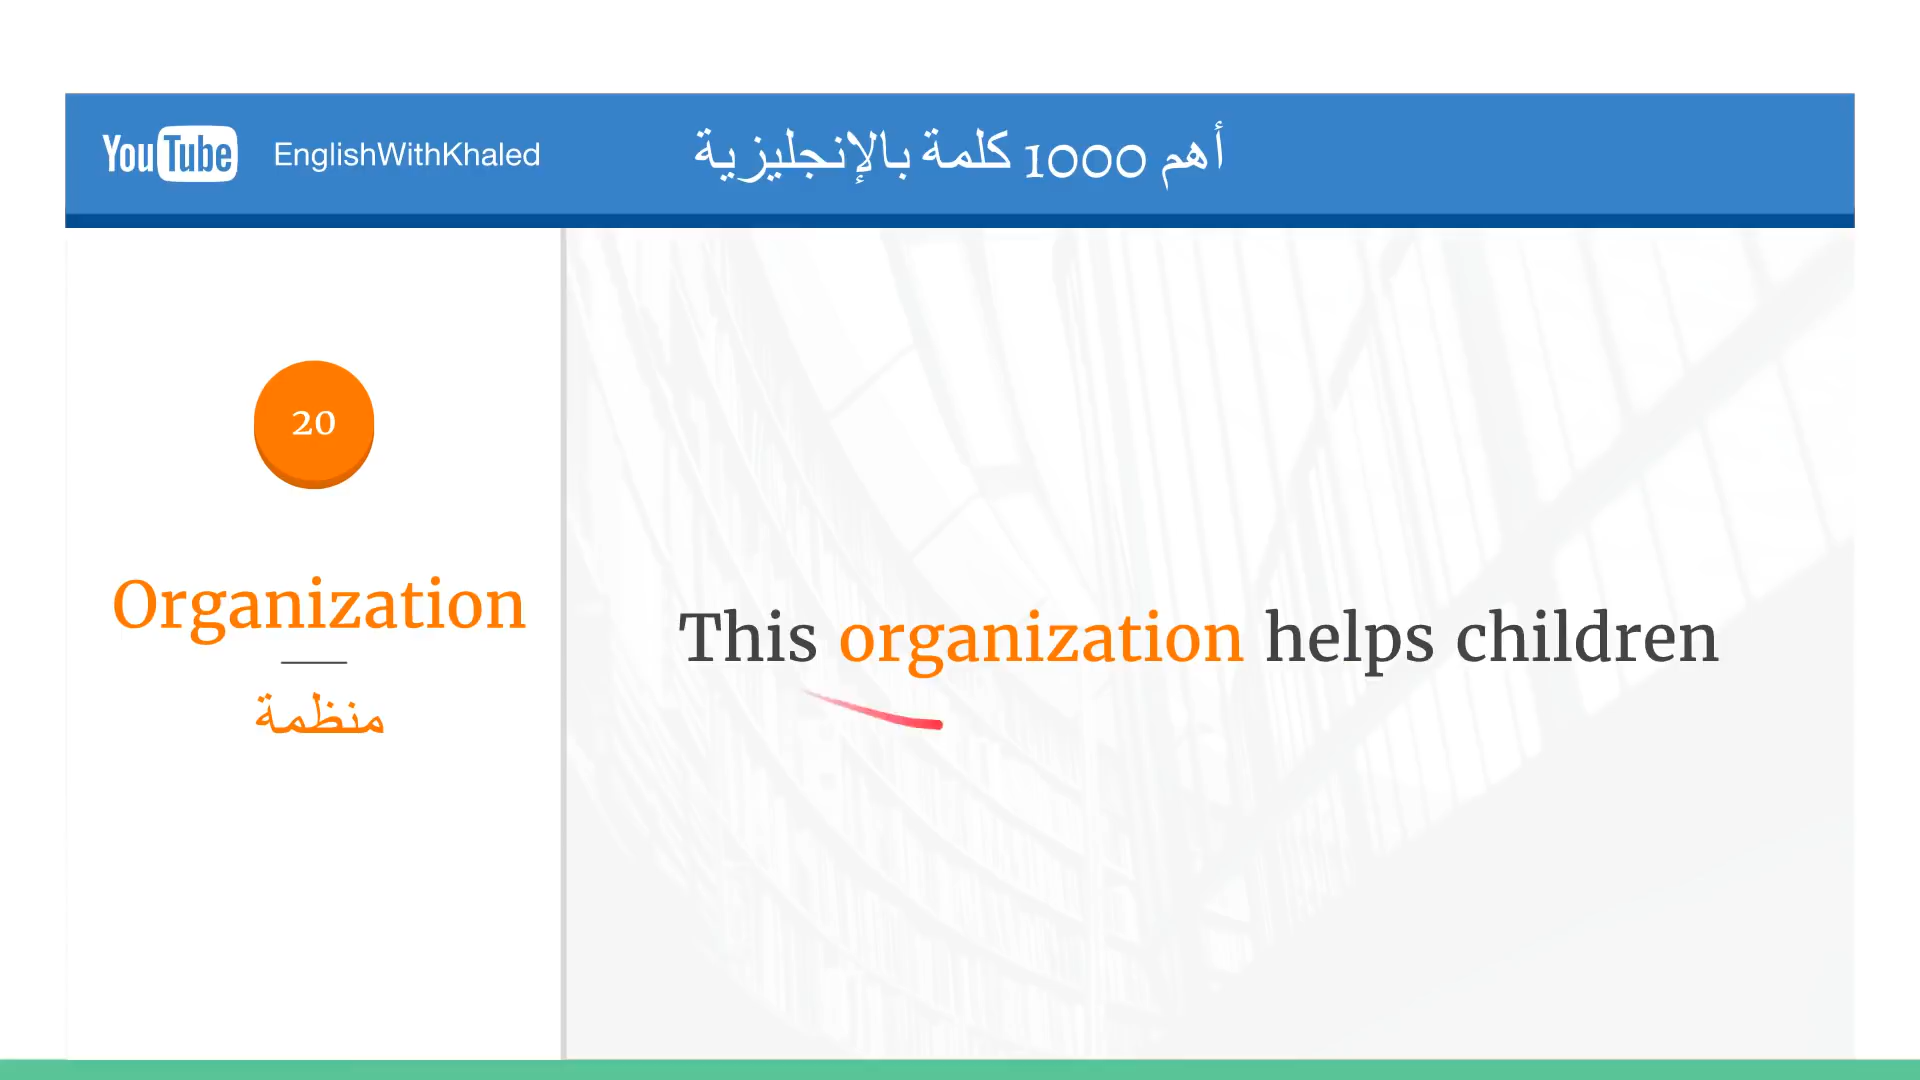 YouTube EnglishWithKhaled
أهم 1000 كلمة بالإنجليزية
20
Organization
منظمة
This organization helps children